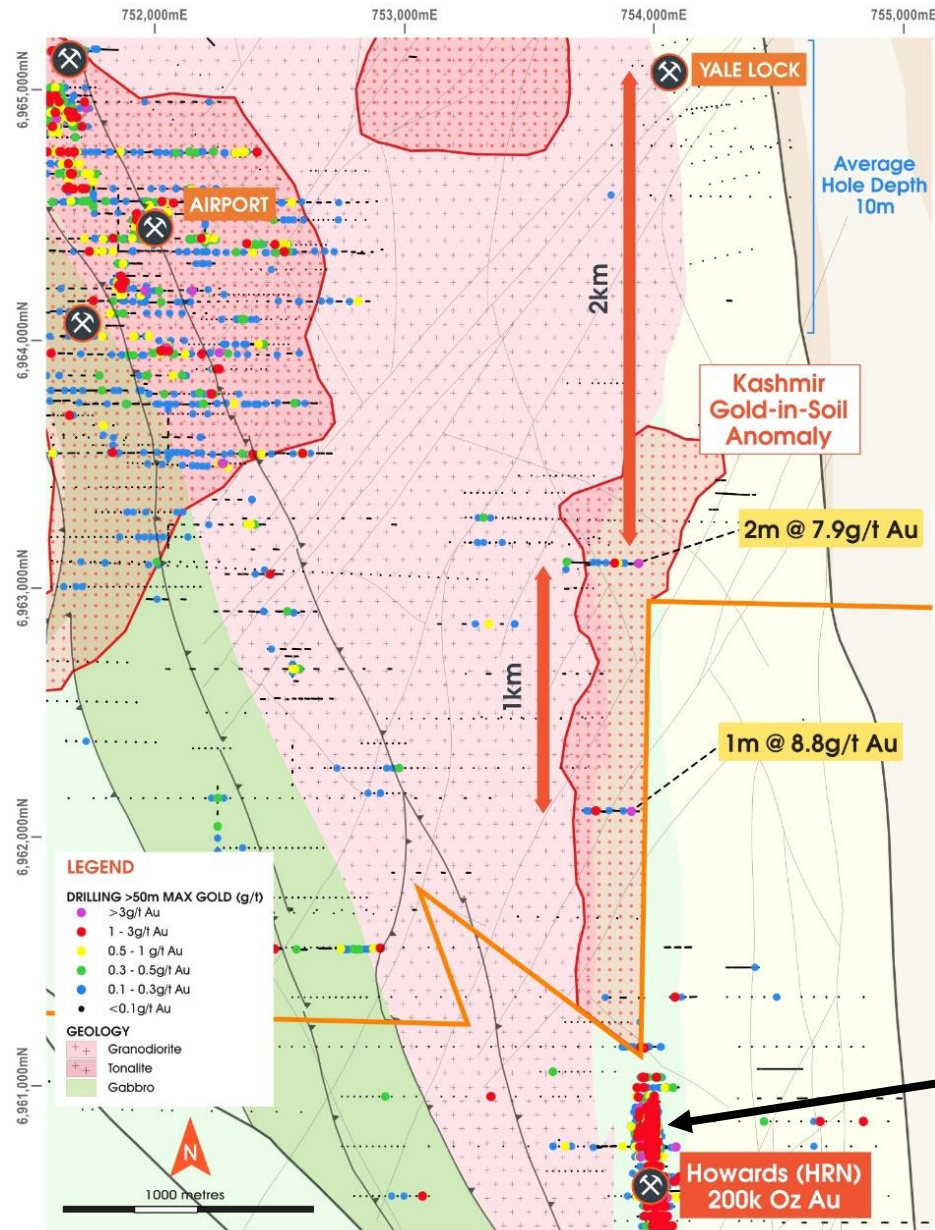 752,000mE
753,000mE
754,000mE
755,000mE
6,965,000mN
6,964,000mN
6,963,000mN
6,962,000mN
6,961,000mN
YALE LOCK
AIRPORT
Average
Hole Depth
10m
2km
Kashmir
Gold-in-Soil
Anomaly
2m @ 7.9g/t Au
1km
1m @ 8.8g/t Au
LEGEND
DRILLING >50m MAX GOLD (g/t)
>3g/t Au
1 - 3g/t Au
0.5 - 1 g/t Au
0.3 - 0.5g/t Au
0.1 - 0.3g/t Au
<0.1g/t Au
GEOLOGY
Granodiorite
Tonalite
Gabbro
N
1000 metres
Howards (HRN)
200k Oz Au